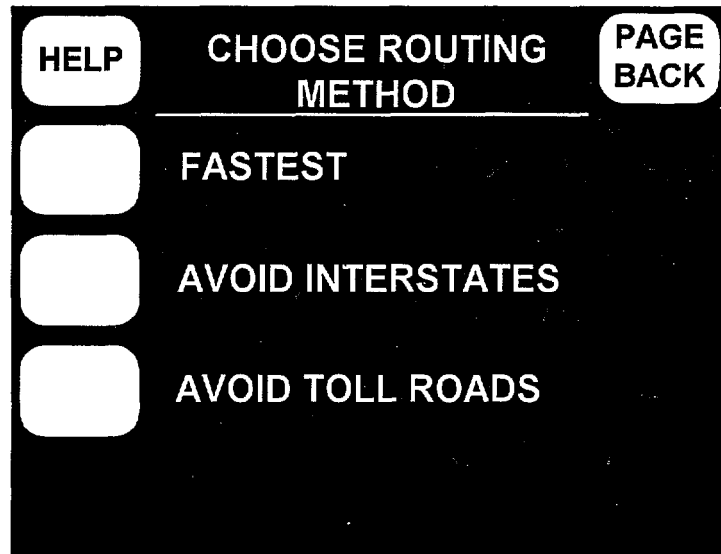 HELP
CHOOSE ROUTING
METHOD
PAGE
BACK
FASTEST
AVOID INTERSTATES
AVOID TOLL ROADS